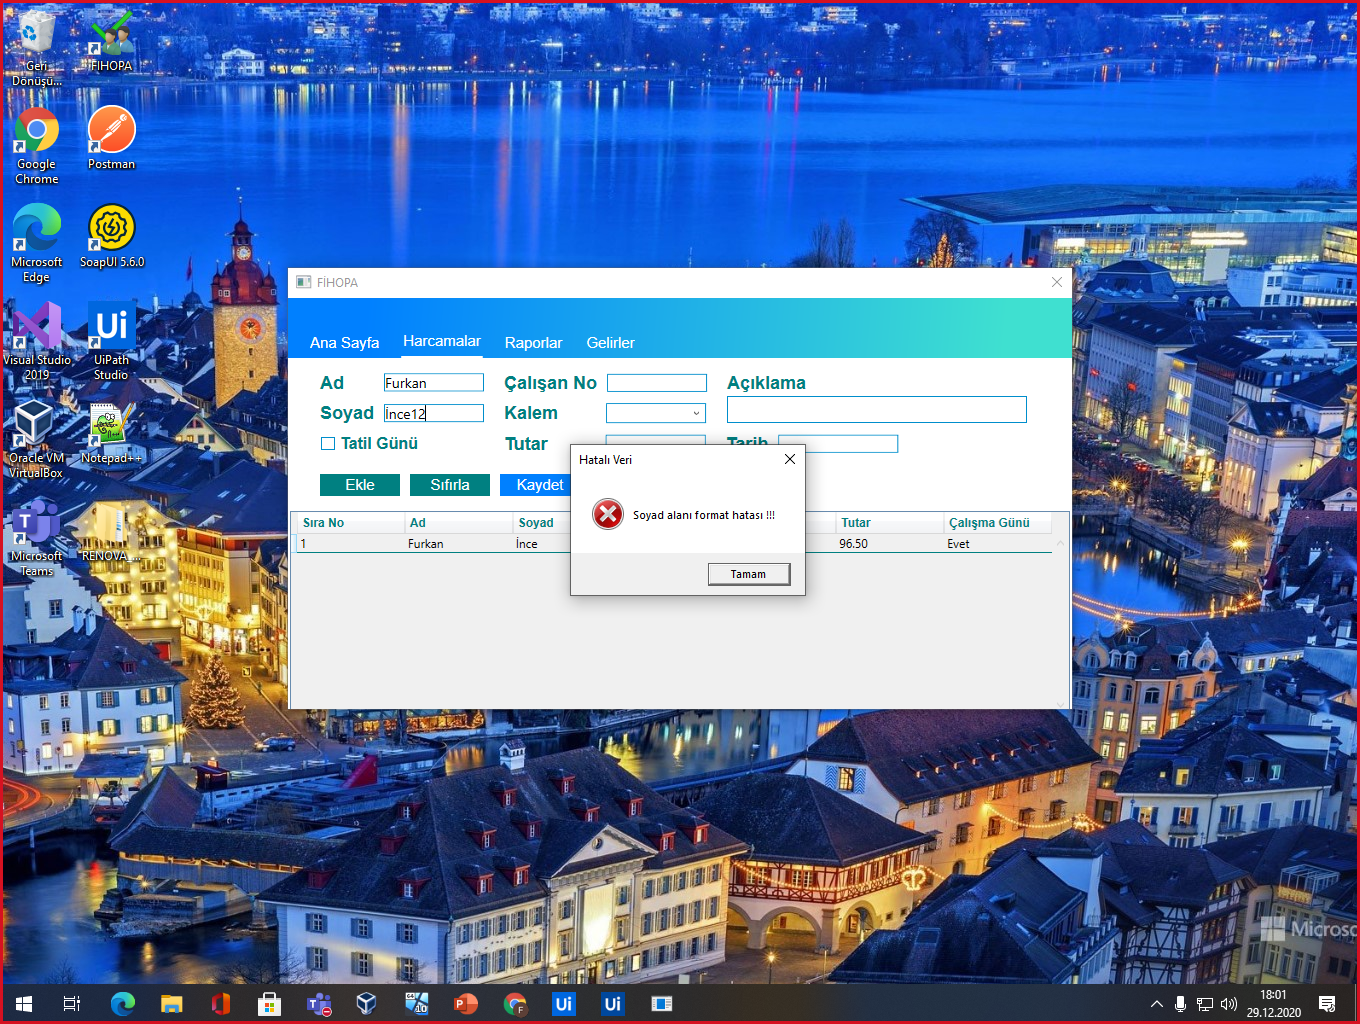 Geri
Dönüşü...
FIHOPA
Google
Chrome
Postman
Microsoft
Edge
SoapUI 5.6.0
Visual Studio
2019
UiPath
Studio
Oracle VM
VirtualBox
Notepad++
Microsoft
Teams
RENOVA_...
FİHOPA
Ana Sayfa
Harcamalar
Raporlar
Gelirler
Ad
Furkan
Çalışan No
Açıklama
Soyad
İnce12
Kalem
Tatil Günü
Tutar
Tarih
Ekle
Sıfırla
Kaydet
Hatalı Veri
Soyad alanı format hatası !!!
Tamam
Sıra No
Ad
Soyad
Tutar
Çalışma Günü
1
Furkan
İnce
96.50
Evet
Microso
18:01
29.12.2020